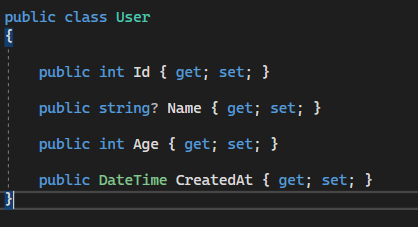 public class User
{
public int Id { get; set; }
public string? Name { get; set; }
public int Age { get; set; }
public DateTime CreatedAt { get; set; }
}